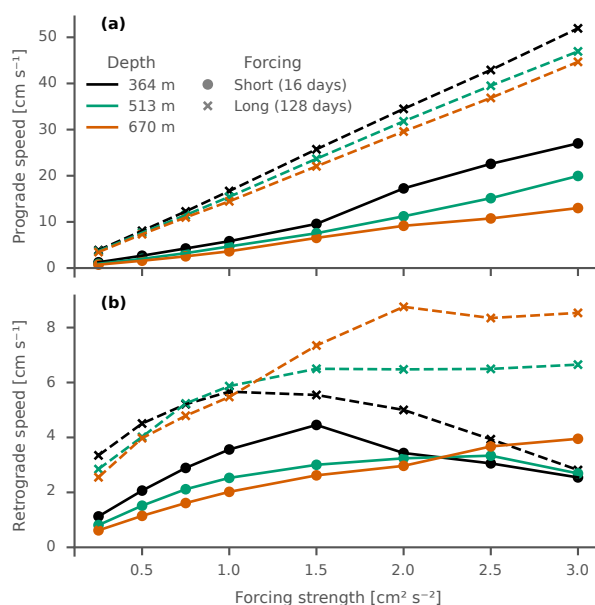 (a)
Prograde speed [cm s⁻¹]
50
40
30
20
10
0
Depth
364 m
513 m
670 m
Forcing
Short (16 days)
Long (128 days)
(b)
Retrograde speed [cm s⁻¹]
8
6
4
2
0
0.5 1.0 1.5 2.0 2.5 3.0
Forcing strength [cm² s⁻²]